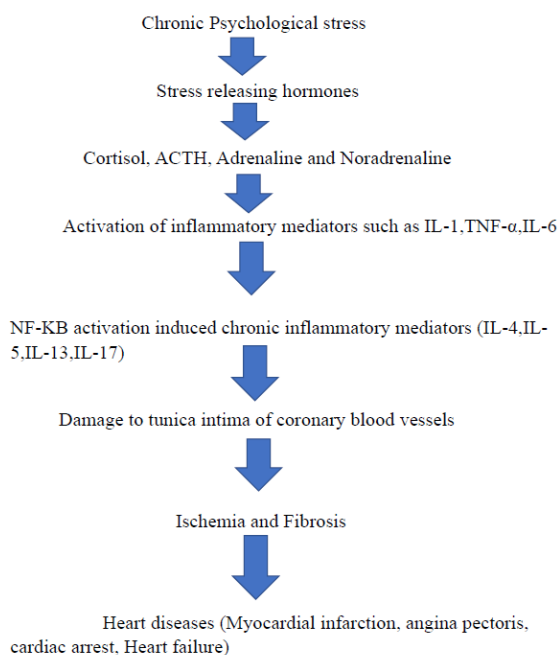 Chronic Psychological stress
Stress releasing hormones
Cortisol, ACTH, Adrenaline and Noradrenaline
Activation of inflammatory mediators such as IL-1,TNF-α,IL-6
NF-KB activation induced chronic inflammatory mediators (IL-4,IL-
5,IL-13,IL-17)
Damage to tunica intima of coronary blood vessels
Ischemia and Fibrosis
Heart diseases (Myocardial infarction, angina pectoris,
cardiac arrest, Heart failure)